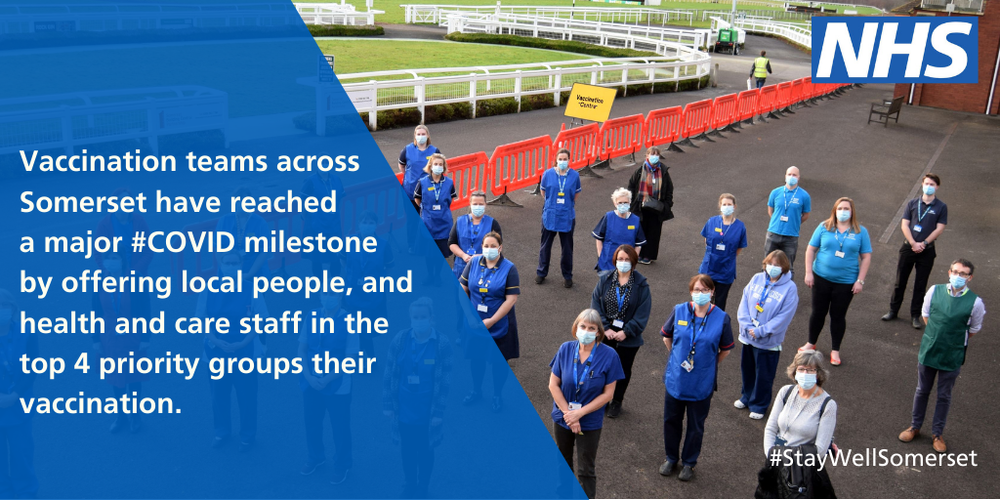 NHS
Vaccination
Centre
Vaccination teams across
Somerset have reached
a major #COVID milestone
by offering local people, and
health and care staff in the
top 4 priority groups their
vaccination.
#StayWellSomerset